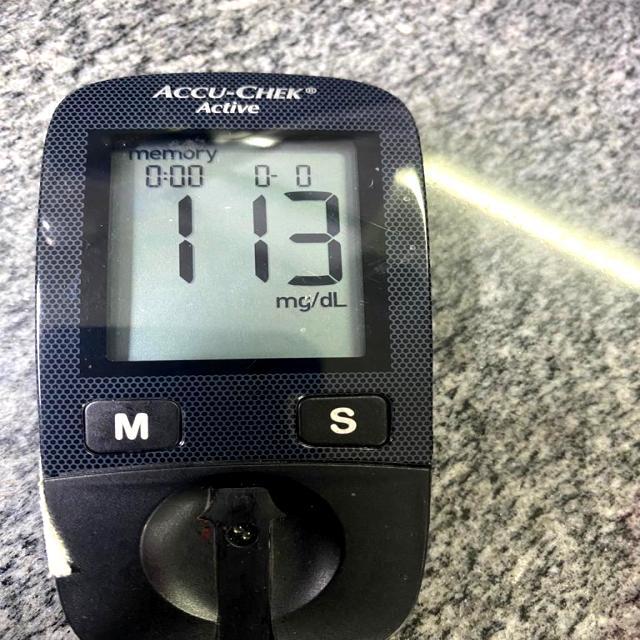 ACCU-CHEK®
Active
memory
0:00 0- 0
113
mg/dL
M S